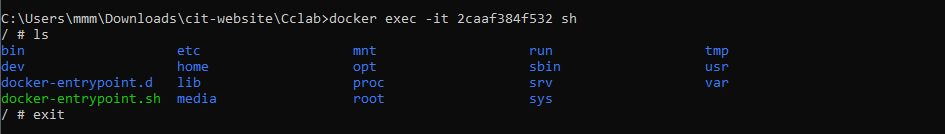 C:\Users\mmm\Downloads\cit-website\Cclab>docker exec -it 2caaf384f532 sh
/ # ls
bin etc mnt run tmp
dev home opt sbin usr
docker-entrypoint.d lib proc srv var
docker-entrypoint.sh media root sys
/ # exit